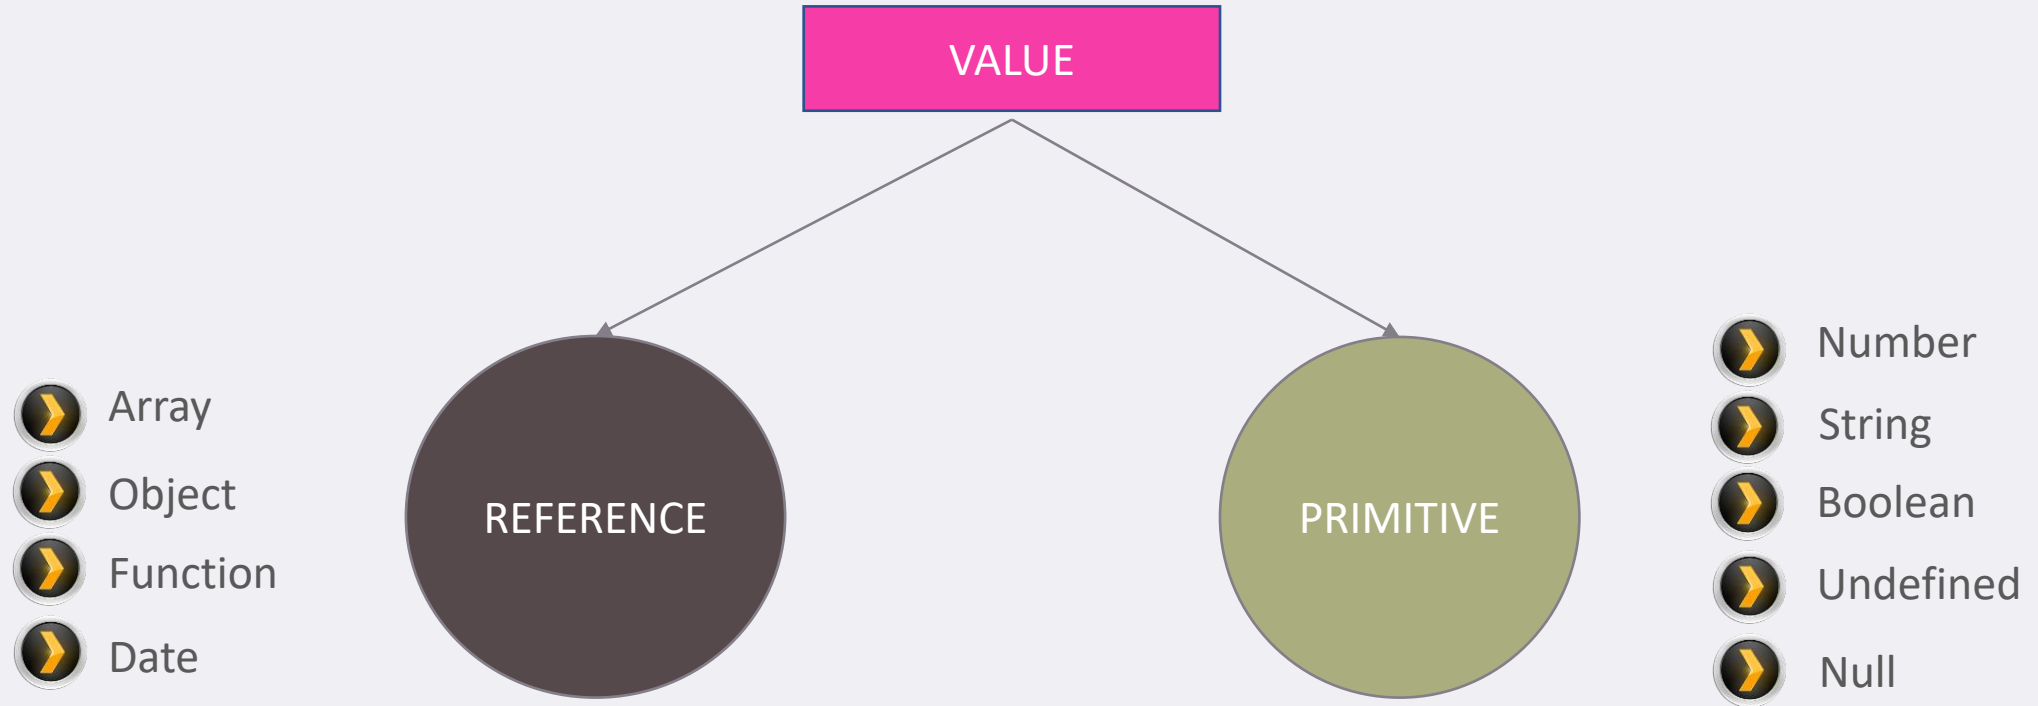 VALUE
REFERENCE
PRIMITIVE
Array
Object
Function
Date
Number
String
Boolean
Undefined
Null